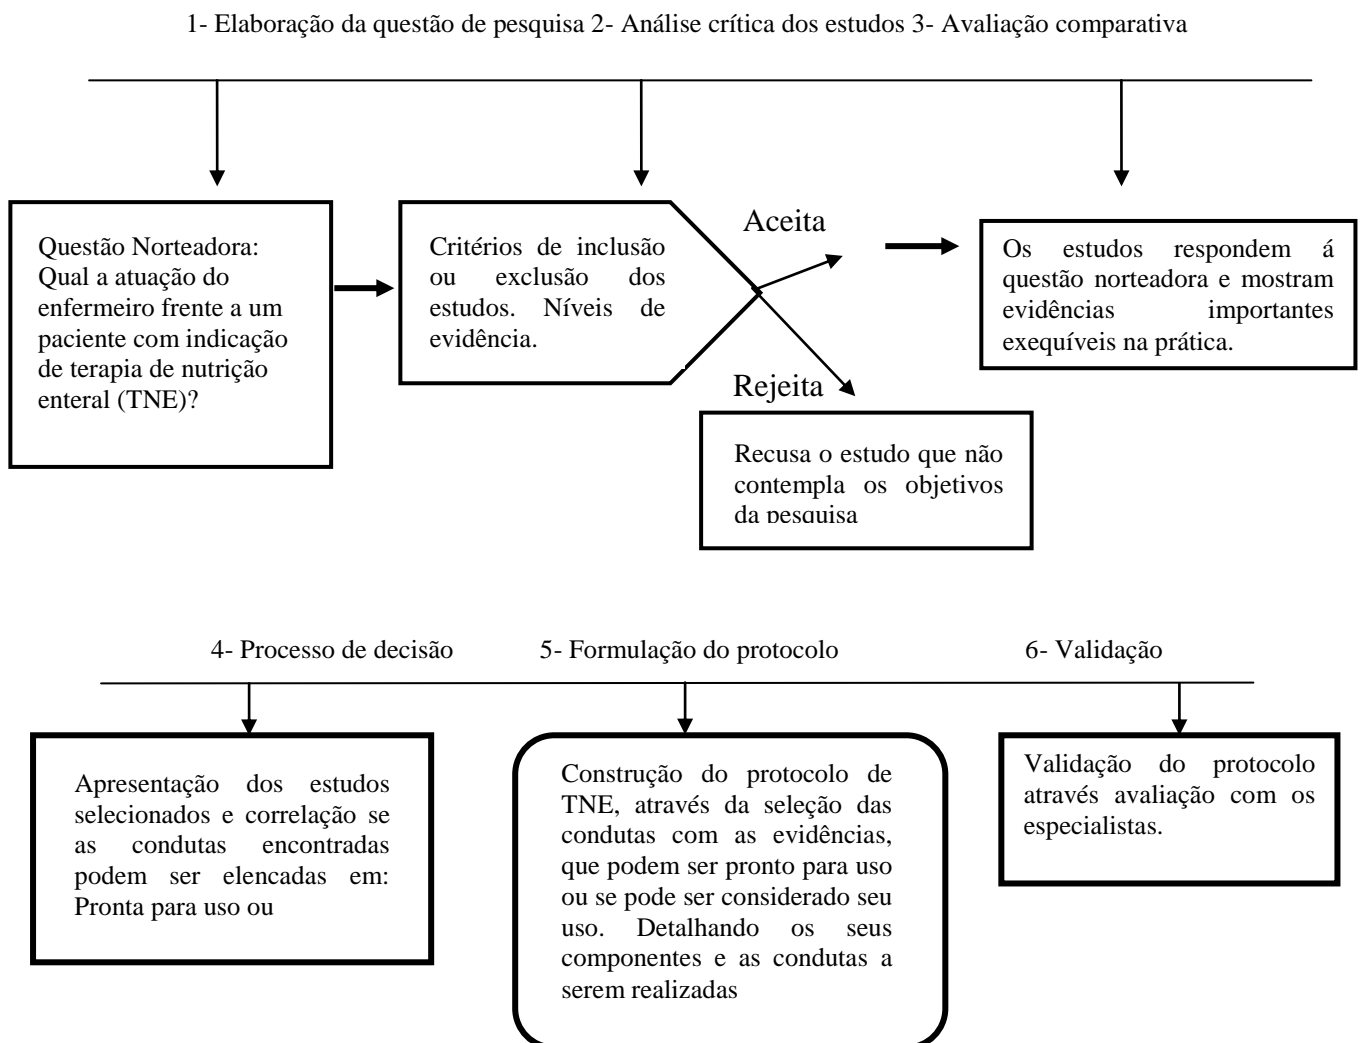 1- Elaboração da questão de pesquisa 2- Análise crítica dos estudos 3- Avaliação comparativa
Questão Norteadora:
Qual a atuação do
enfermeiro frente a um
paciente com indicação
de terapia de nutrição
enteral (TNE)?
Critérios de inclusão
ou exclusão dos
estudos. Níveis de
evidência.
Aceita
Rejeita
Os estudos respondem á
questão norteadora e mostram
evidências importantes
exequíveis na prática.
Recusa o estudo que não
contempla os objetivos
da pesquisa
4- Processo de decisão 5- Formulação do protocolo 6- Validação
Apresentação dos estudos
selecionados e correlação se
as condutas encontradas
podem ser elencadas em:
Pronta para uso ou
Construção do protocolo de
TNE, através da seleção das
condutas com as evidências,
que podem ser pronto para uso
ou se pode ser considerado seu
uso. Detalhando os seus
componentes e as condutas a
serem realizadas
Validação do protocolo
através avaliação com os
especialistas.